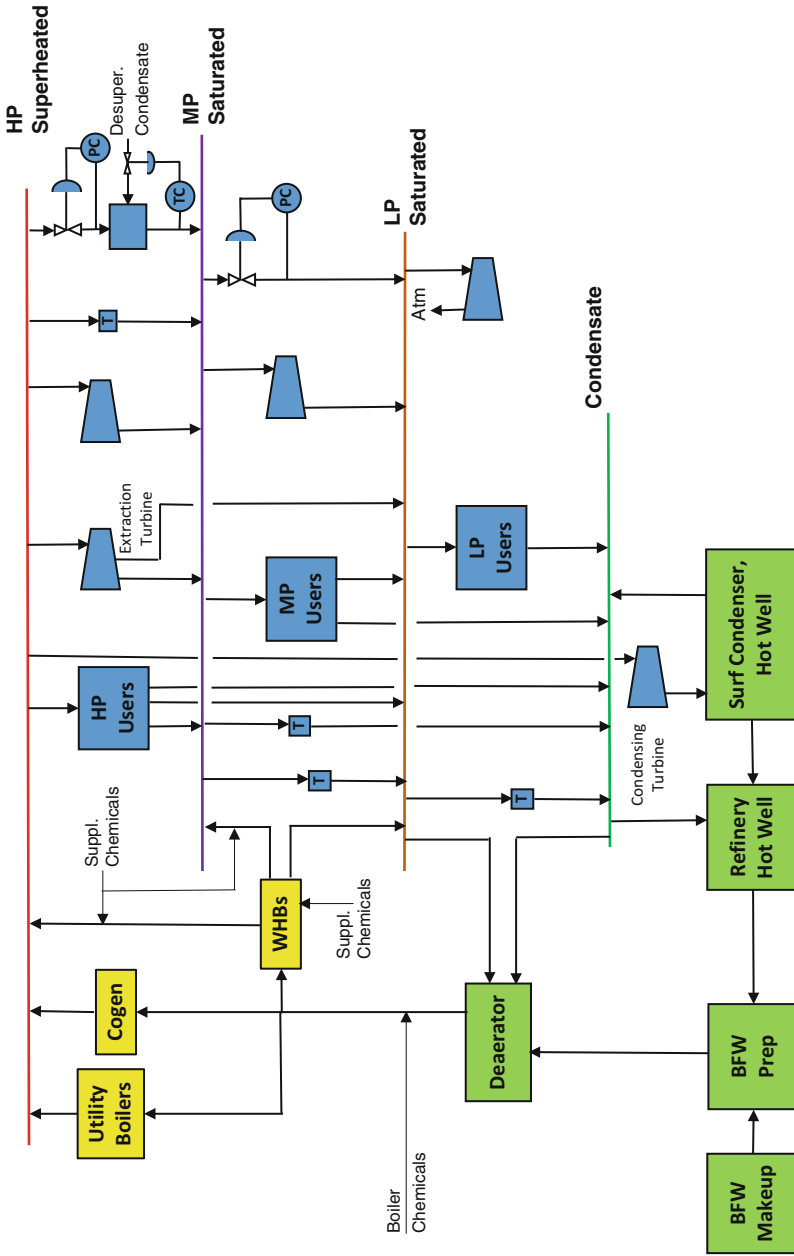 HP
Superheated
PC
Desuper.
Condensate
TC
MP
Saturated
PC
LP
Saturated
Atm
T
Extraction
Turbine
Condensate
HP
Users
MP
Users
LP
Users
T
T
T
Condensing
Turbine
Surf Condenser,
Hot Well
Refinery
Hot Well
Suppl.
Chemicals
WHBs
Suppl.
Chemicals
Cogen
Utility
Boilers
Deaerator
Boiler
Chemicals
BFW
Prep
BFW
Makeup